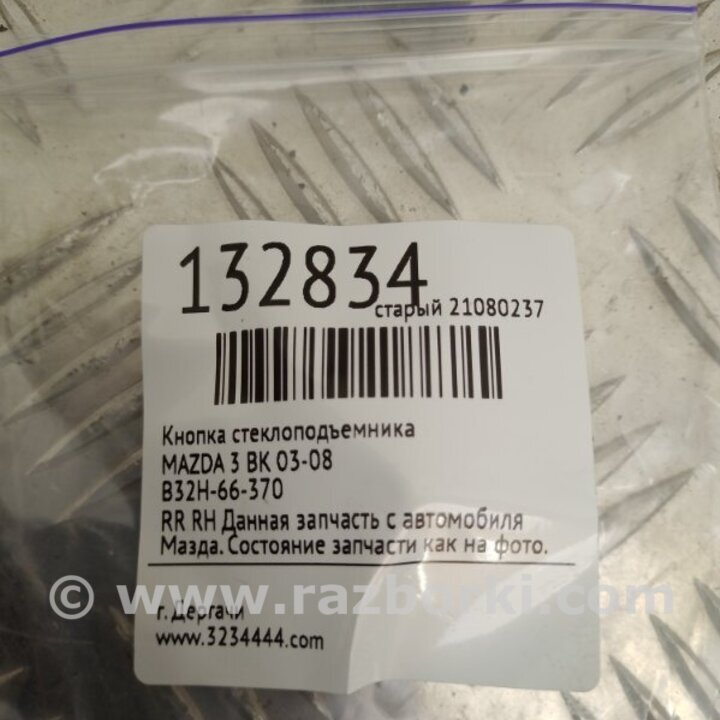 132834
старый 21080237
Кнопка стеклоподъемника
MAZDA 3 BK 03-08
B32H-66-370
RR RH Данная запчасть с автомобиля
Мазда. Состояние запчасти как на фото.
© www.razborki.com
г. Дергачи
www.3234444.com